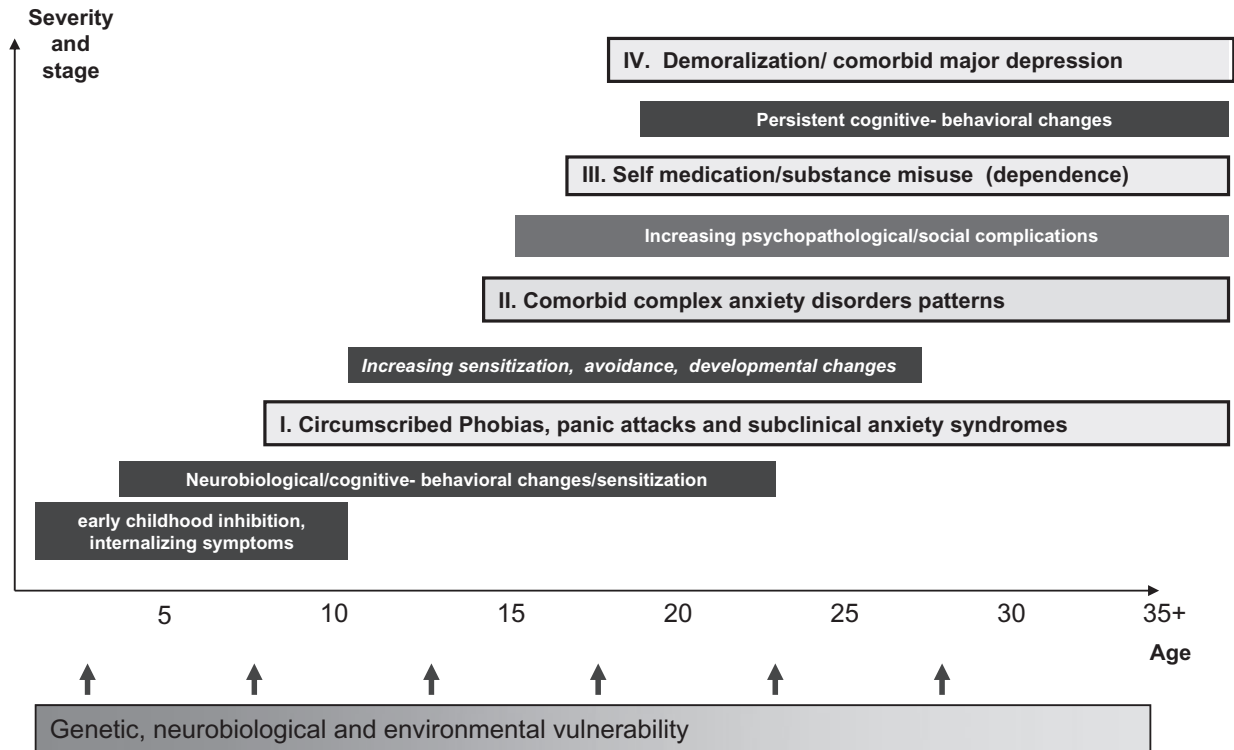 Severity
and
stage
IV. Demoralization/ comorbid major depression
Persistent cognitive- behavioral changes
III. Self medication/substance misuse (dependence)
Increasing psychopathological/social complications
II. Comorbid complex anxiety disorders patterns
Increasing sensitization, avoidance, developmental changes
I. Circumscribed Phobias, panic attacks and subclinical anxiety syndromes
Neurobiological/cognitive- behavioral changes/sensitization
early childhood inhibition,
internalizing symptoms
5 10 15 20 25 30 35+
Age
Genetic, neurobiological and environmental vulnerability